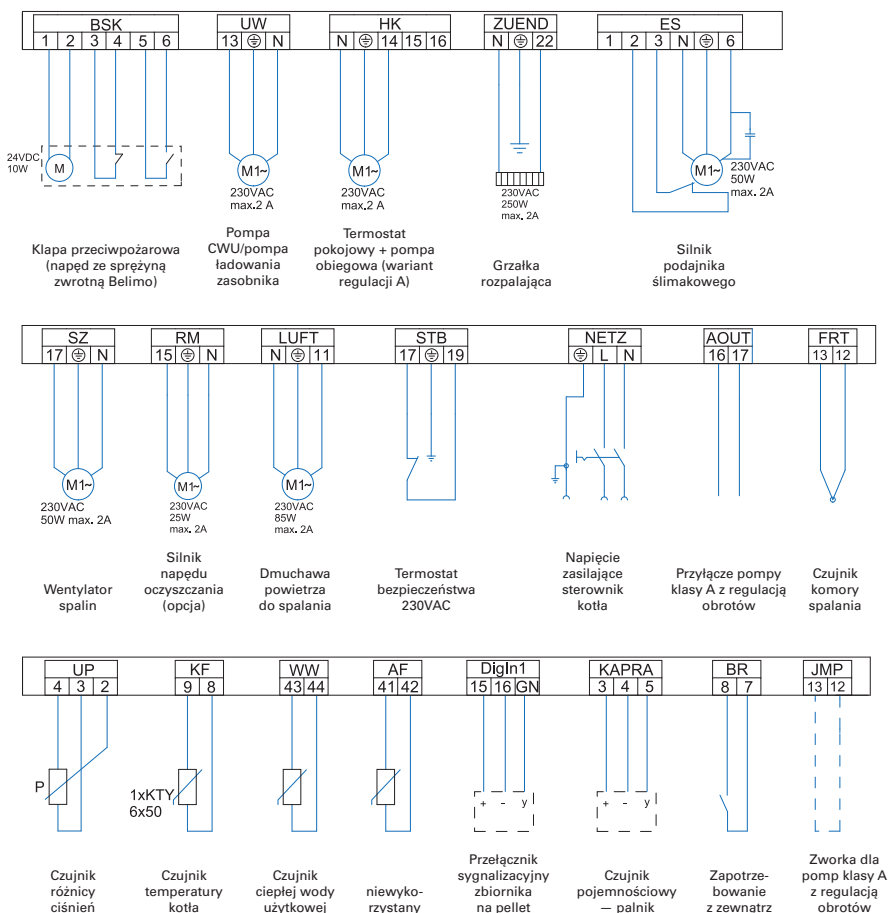 BSK UW HK ZUEND ES
1 2 3 4 5 6 13 N N 14 15 16 N 22 1 2 3 N 6
24VDC
10W
M
M1~
230VAC
max.2 A
M1~
230VAC
max.2 A
230VAC
250W
max. 2A
M1~
230VAC
50W
max. 2A
Klapa przeciwpożarowa
(napęd ze sprężyną
zwrotną Belimo)
Pompa
CWU/pompa
ładowania
zasobnika
Termostat
pokojowy + pompa
obiegowa (wariant
regulacji A)
Grzałka
rozpalająca
Silnik
podajnika
ślimakowego
SZ RM LUFT STB NETZ AOUT FRT
17 N 15 N N 11 17 19 L N 16 17 13 12
M1~
230VAC
50W max. 2A
M1~
230VAC
25W
max. 2A
M1~
230VAC
85W
max. 2A
Wentylator
spalin
Silnik
napędu
oczyszczania
(opcja)
Dmuchawa
powietrza
do spalania
Termostat
bezpieczeństwa
230VAC
Napięcie
zasilające
sterownik
kotła
Przyłącze pompy
klasy A z regulacją
obrotów
Czujnik
komory
spalania
UP KF WW AF DigIn1 KAPRA BR JMP
4 3 2 9 8 43 44 41 42 15 16 GN 3 4 5 8 7 13 12
P
1xKTY
6x50
+ - y
+ - y
Czujnik
różnicy
ciśnień
Czujnik
temperatury
kotła
Czujnik
ciepłej wody
użytkowej
niewyko-
rzystany
Przełącznik
sygnalizacyjny
zbiornika
na pellet
Czujnik
pojemnościowy
— palnik
Zapotrze-
bowanie
z zewnątrz
Zworka dla
pomp klasy A
z regulacją
obrotów